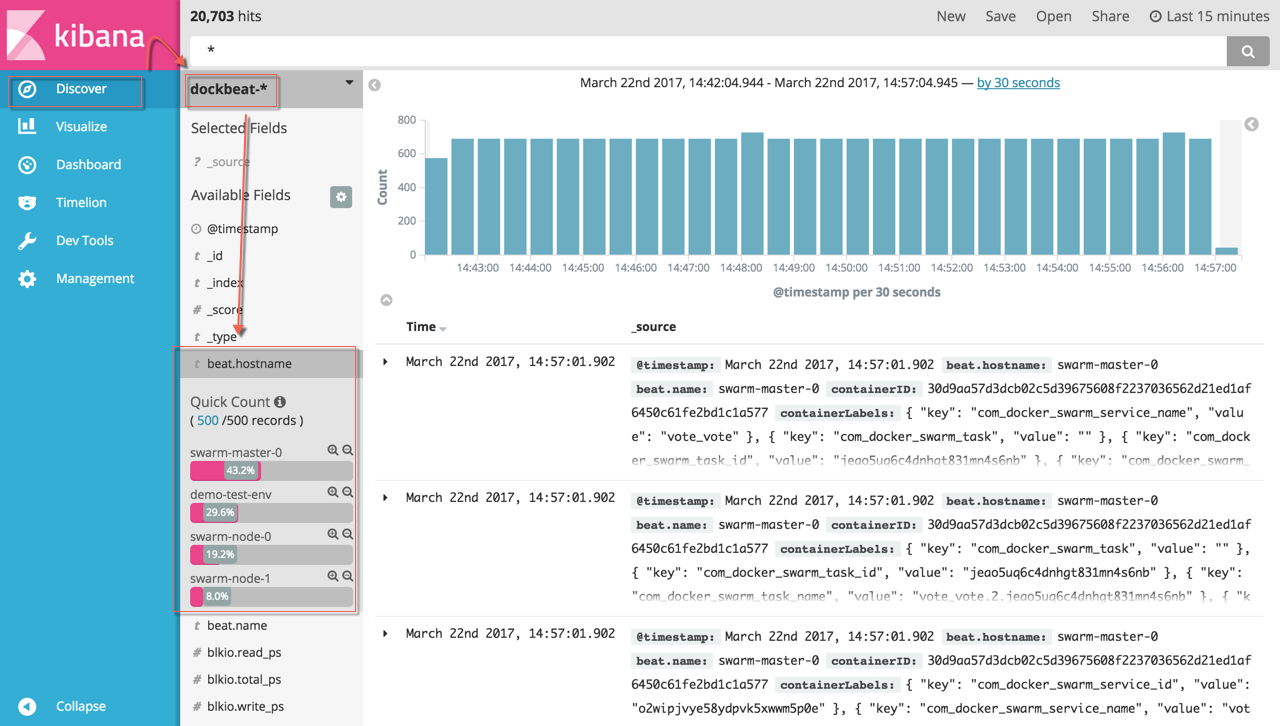 kibana
Discover
Visualize
Dashboard
Timelion
Dev Tools
Management
Collapse
20,703 hits
New Save Open Share Last 15 minutes
*
dockbeat-*
Selected Fields
? _source
Available Fields
@timestamp
t _id
t _index
# _score
t _type
t beat.hostname
Quick Count
( 500 /500 records )
swarm-master-0
43.2%
demo-test-env
29.6%
swarm-node-0
19.2%
swarm-node-1
8.0%
t beat.name
# blkio.read_ps
# blkio.total_ps
# blkio.write_ps
March 22nd 2017, 14:42:04.944 - March 22nd 2017, 14:57:04.945 — by 30 seconds
Count
800
600
400
200
0
14:43:00 14:44:00 14:45:00 14:46:00 14:47:00 14:48:00 14:49:00 14:50:00 14:51:00 14:52:00 14:53:00 14:54:00 14:55:00 14:56:00 14:57:00
@timestamp per 30 seconds
Time _source
March 22nd 2017, 14:57:01.902 @timestamp: March 22nd 2017, 14:57:01.902 beat.hostname: swarm-master-0
beat.name: swarm-master-0 containerID: 30d9aa57d3dcb02c5d39675608f2237036562d21ed1af
6450c61fe2bd1c1a577 containerLabels: { "key": "com_docker_swarm_service_name", "valu
e": "vote_vote" }, { "key": "com_docker_swarm_task", "value": "" }, { "key": "com_dock
er_swarm_task_id", "value": "jeao5uq6c4dnhgt831mn4s6nb" }, { "key": "com_docker_swarm_
March 22nd 2017, 14:57:01.902 @timestamp: March 22nd 2017, 14:57:01.902 beat.hostname: swarm-master-0
beat.name: swarm-master-0 containerID: 30d9aa57d3dcb02c5d39675608f2237036562d21ed1af
6450c61fe2bd1c1a577 containerLabels: { "key": "com_docker_swarm_task", "value": "" },
{ "key": "com_docker_swarm_task_id", "value": "jeao5uq6c4dnhgt831mn4s6nb" }, { "key":
"com_docker_swarm_task_name", "value": "vote_vote.2.jeao5uq6c4dnhgt831mn4s6nb" }, { "k
March 22nd 2017, 14:57:01.902 @timestamp: March 22nd 2017, 14:57:01.902 beat.hostname: swarm-master-0
beat.name: swarm-master-0 containerID: 30d9aa57d3dcb02c5d39675608f2237036562d21ed1af
6450c61fe2bd1c1a577 containerLabels: { "key": "com_docker_swarm_service_id", "value":
"o2wipjvye58ydpvk5xwwm5p0e" }, { "key": "com_docker_swarm_service_name", "value": "vot